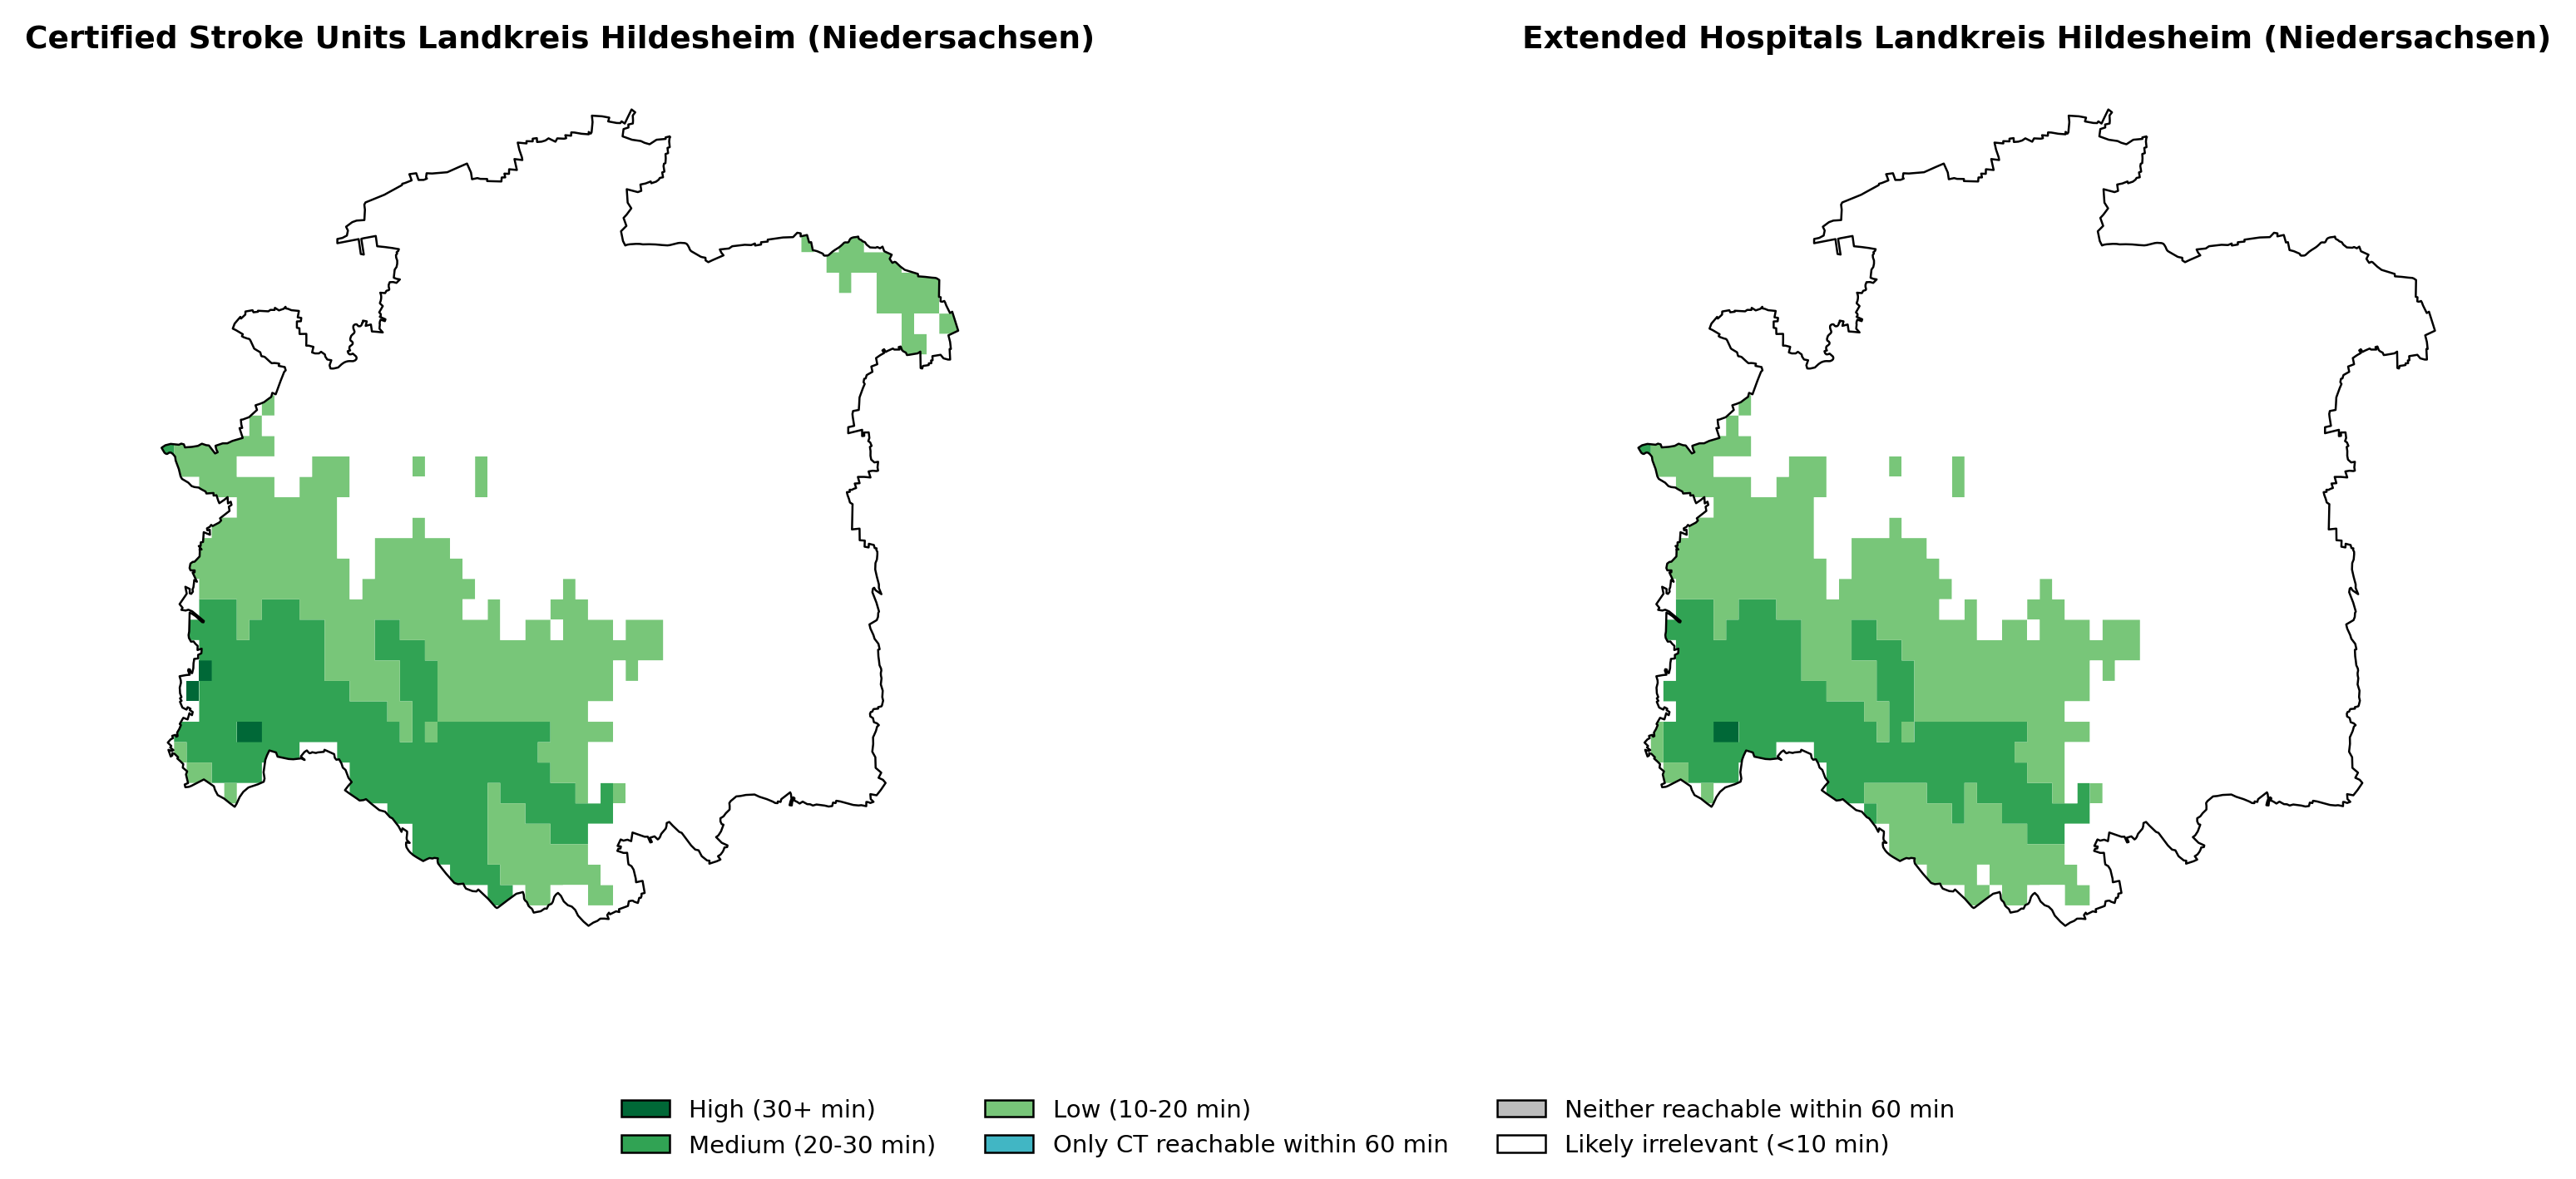 Certified Stroke Units Landkreis Hildesheim (Niedersachsen)
Extended Hospitals Landkreis Hildesheim (Niedersachsen)
High (30+ min)
Medium (20-30 min)
Low (10-20 min)
Only CT reachable within 60 min
Neither reachable within 60 min
Likely irrelevant (<10 min)